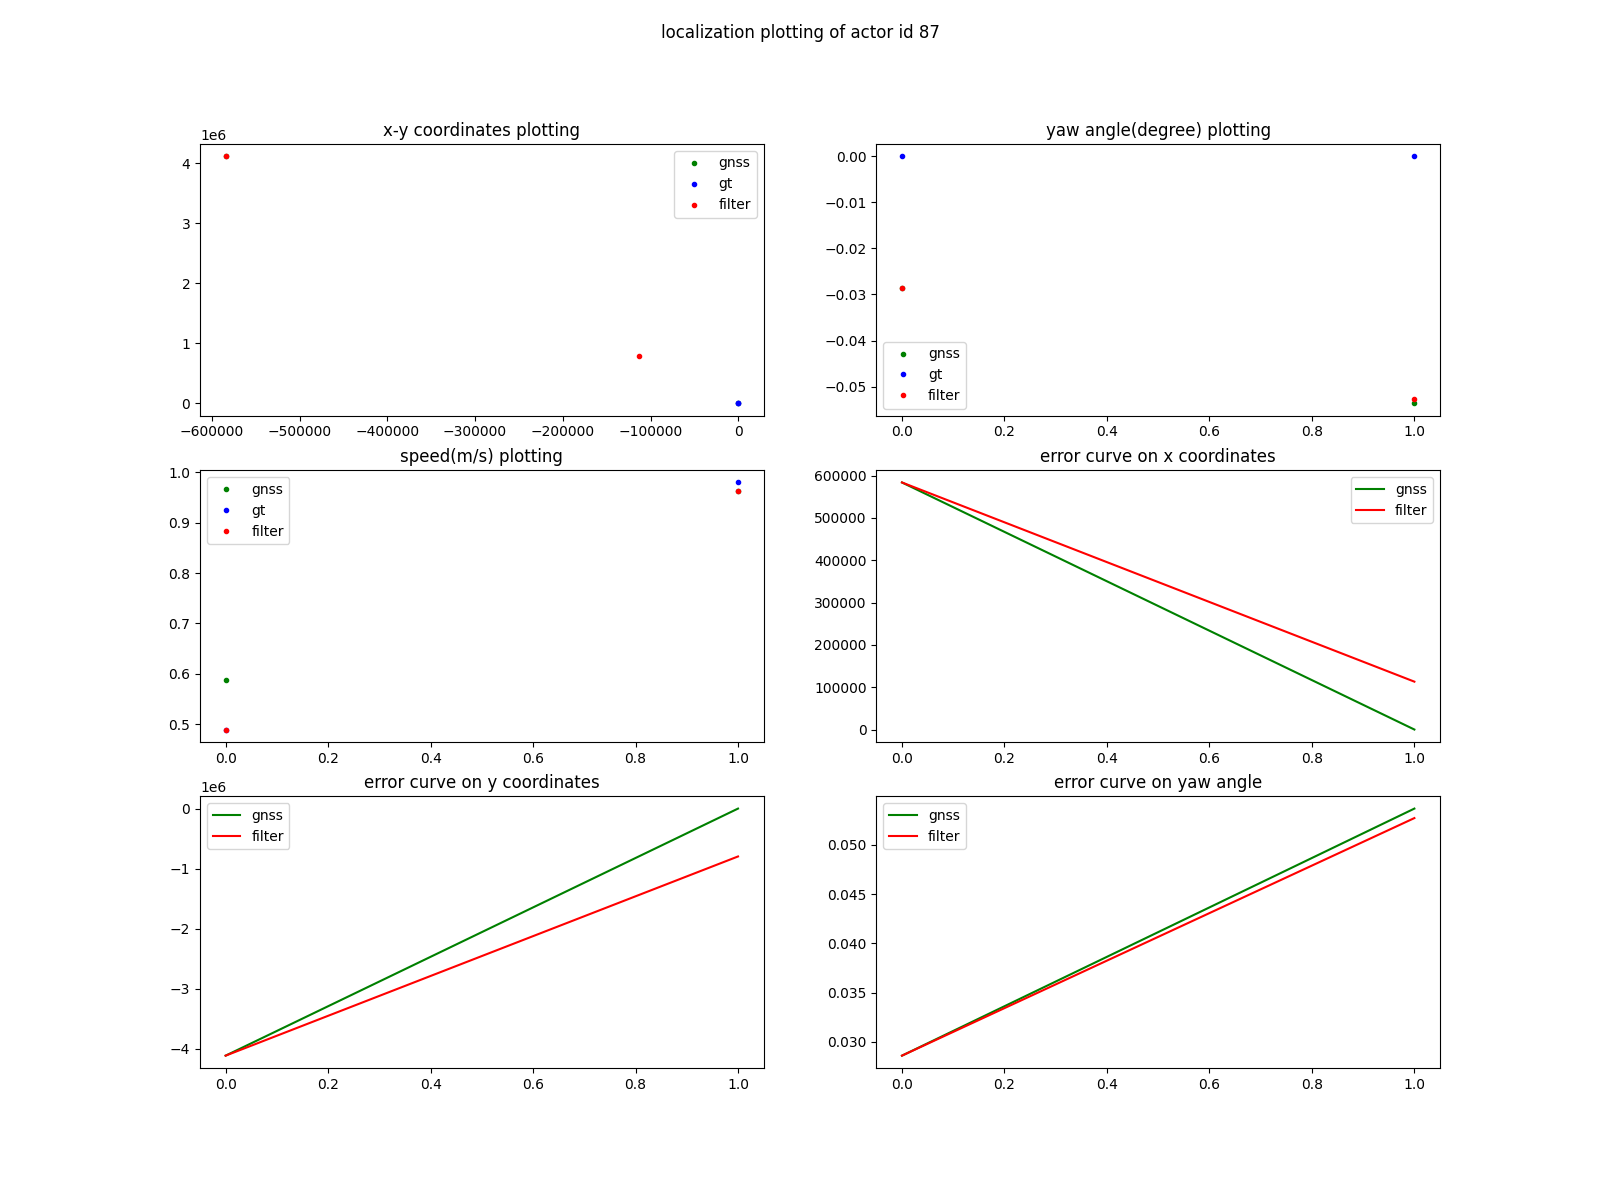 localization plotting of actor id 87
x-y coordinates plotting
1e6
4
3
2
1
0
−600000 −500000 −400000 −300000 −200000 −100000 0
gnss
gt
filter
yaw angle(degree) plotting
0.00
−0.01
−0.02
−0.03
−0.04
−0.05
0.0 0.2 0.4 0.6 0.8 1.0
gnss
gt
filter
speed(m/s) plotting
1.0
0.9
0.8
0.7
0.6
0.5
0.0 0.2 0.4 0.6 0.8 1.0
gnss
gt
filter
error curve on x coordinates
600000
500000
400000
300000
200000
100000
0
0.0 0.2 0.4 0.6 0.8 1.0
gnss
filter
error curve on y coordinates
1e6
0
−1
−2
−3
−4
0.0 0.2 0.4 0.6 0.8 1.0
gnss
filter
error curve on yaw angle
0.050
0.045
0.040
0.035
0.030
0.0 0.2 0.4 0.6 0.8 1.0
gnss
filter